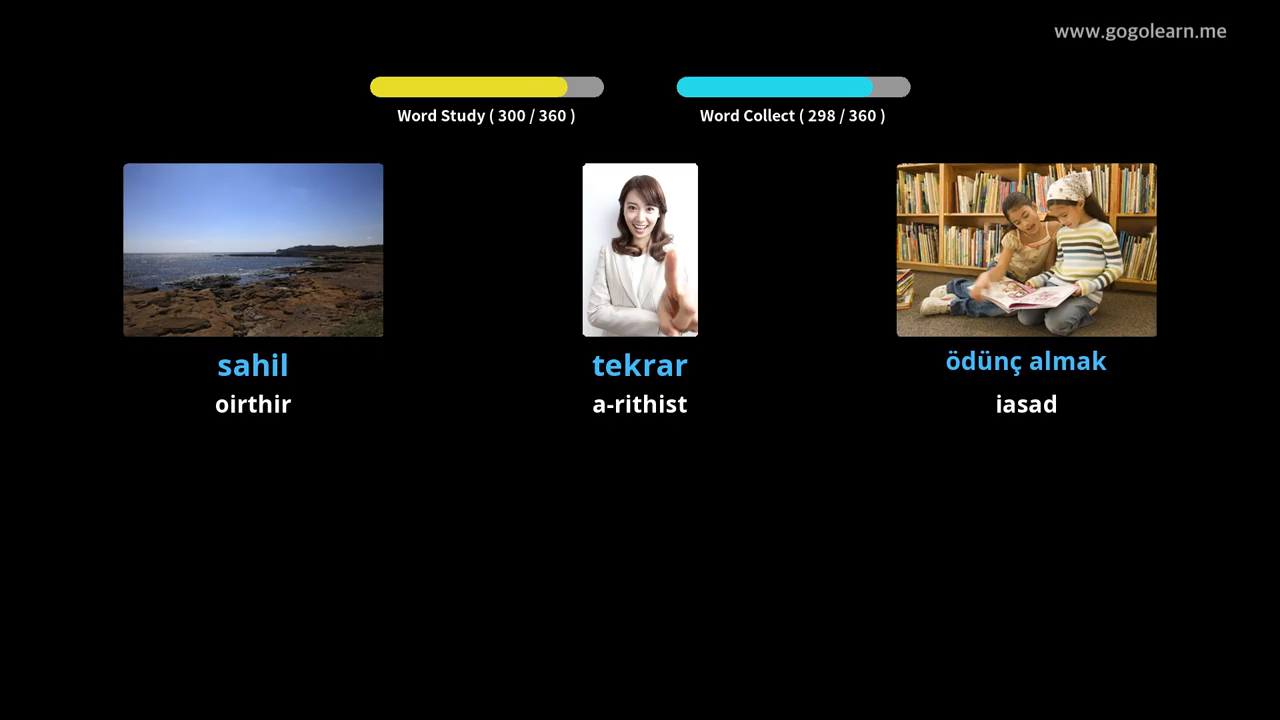 www.gogolearn.me
Word Study ( 300 / 360 )
Word Collect ( 298 / 360 )
sahil
oirthir
tekrar
a-rithist
ödünç almak
iasad